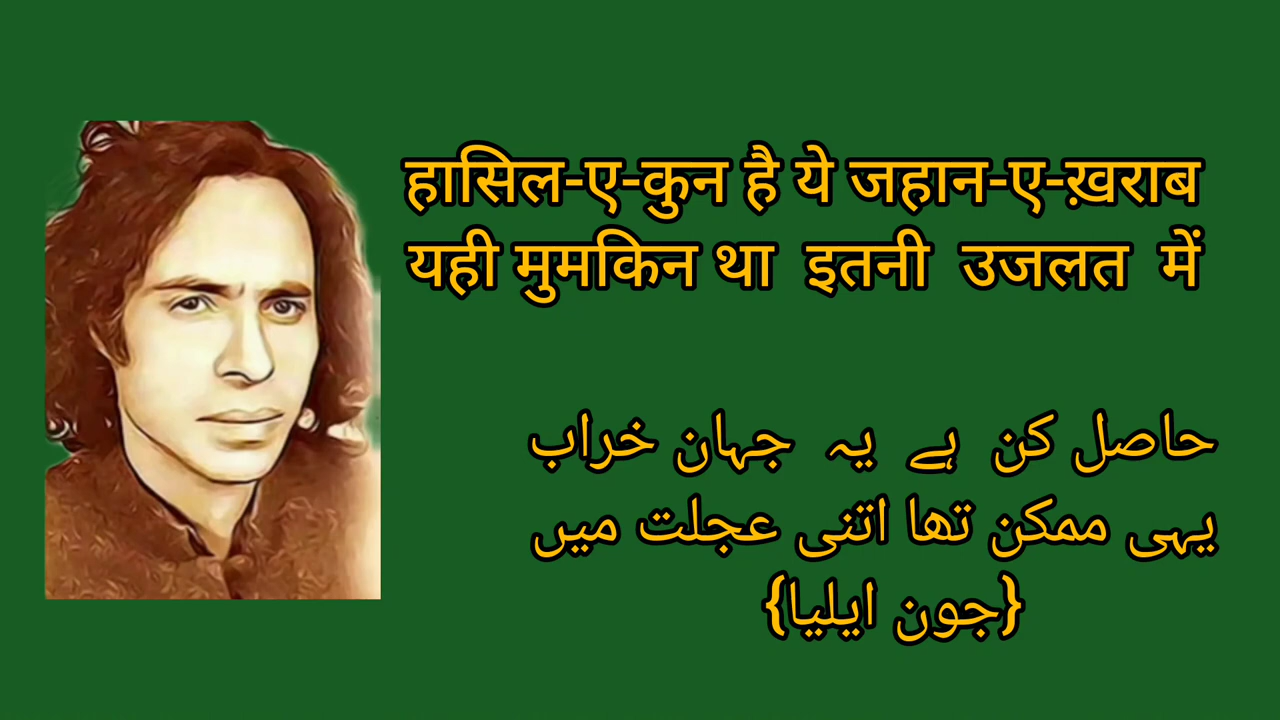 हासिल-ए-कुन है ये जहान-ए-ख़राब
यही मुमकिन था इतनी उजलत में
حاصل کن ہے یہ جہان خراب
یہی ممکن تھا اتنی عجلت میں
{جون ایلیا}